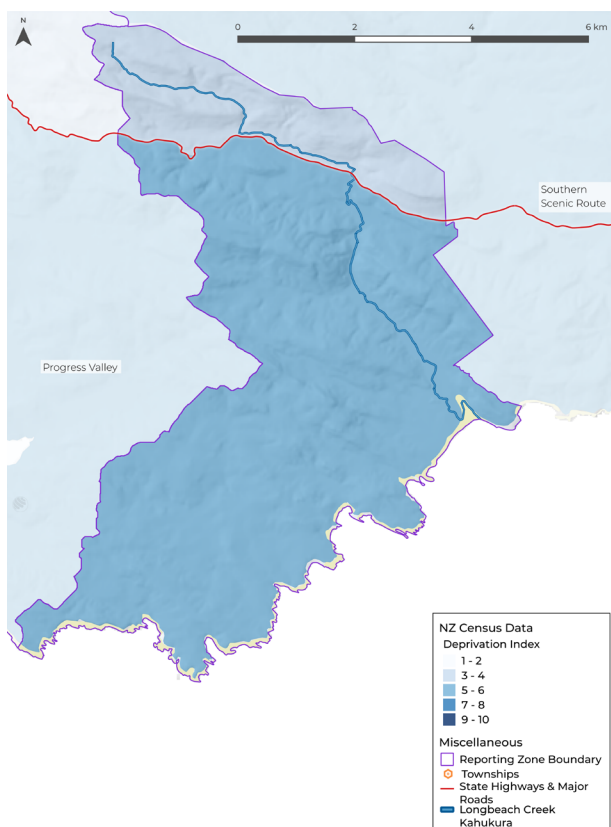 N
0 2 4 6 km
Southern
Scenic Route
Progress Valley
NZ Census Data
Deprivation Index
1 - 2
3 - 4
5 - 6
7 - 8
9 - 10
Miscellaneous
Reporting Zone Boundary
Townships
State Highways & Major
Roads
Longbeach Creek
Kahukura